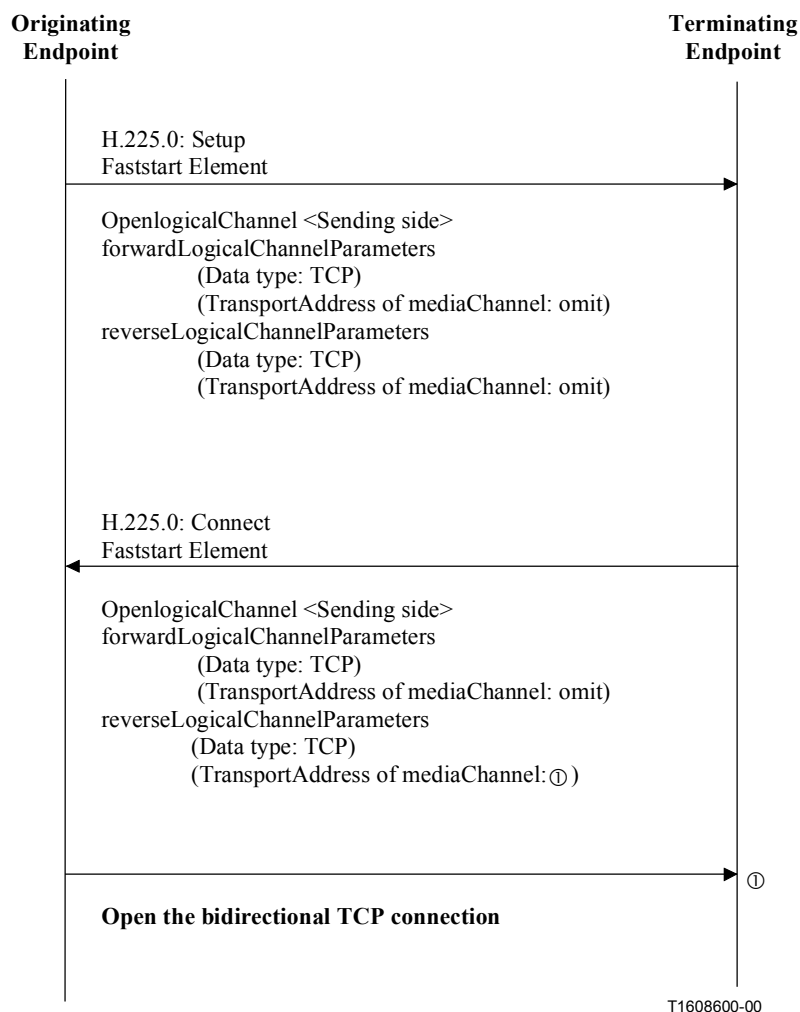 Originating
Endpoint
Terminating
Endpoint
H.225.0: Setup
Faststart Element
OpenlogicalChannel <Sending side>
forwardLogicalChannelParameters
(Data type: TCP)
(TransportAddress of mediaChannel: omit)
reverseLogicalChannelParameters
(Data type: TCP)
(TransportAddress of mediaChannel: omit)
H.225.0: Connect
Faststart Element
OpenlogicalChannel <Sending side>
forwardLogicalChannelParameters
(Data type: TCP)
(TransportAddress of mediaChannel: omit)
reverseLogicalChannelParameters
(Data type: TCP)
(TransportAddress of mediaChannel:①)
①
Open the bidirectional TCP connection
T1608600-00